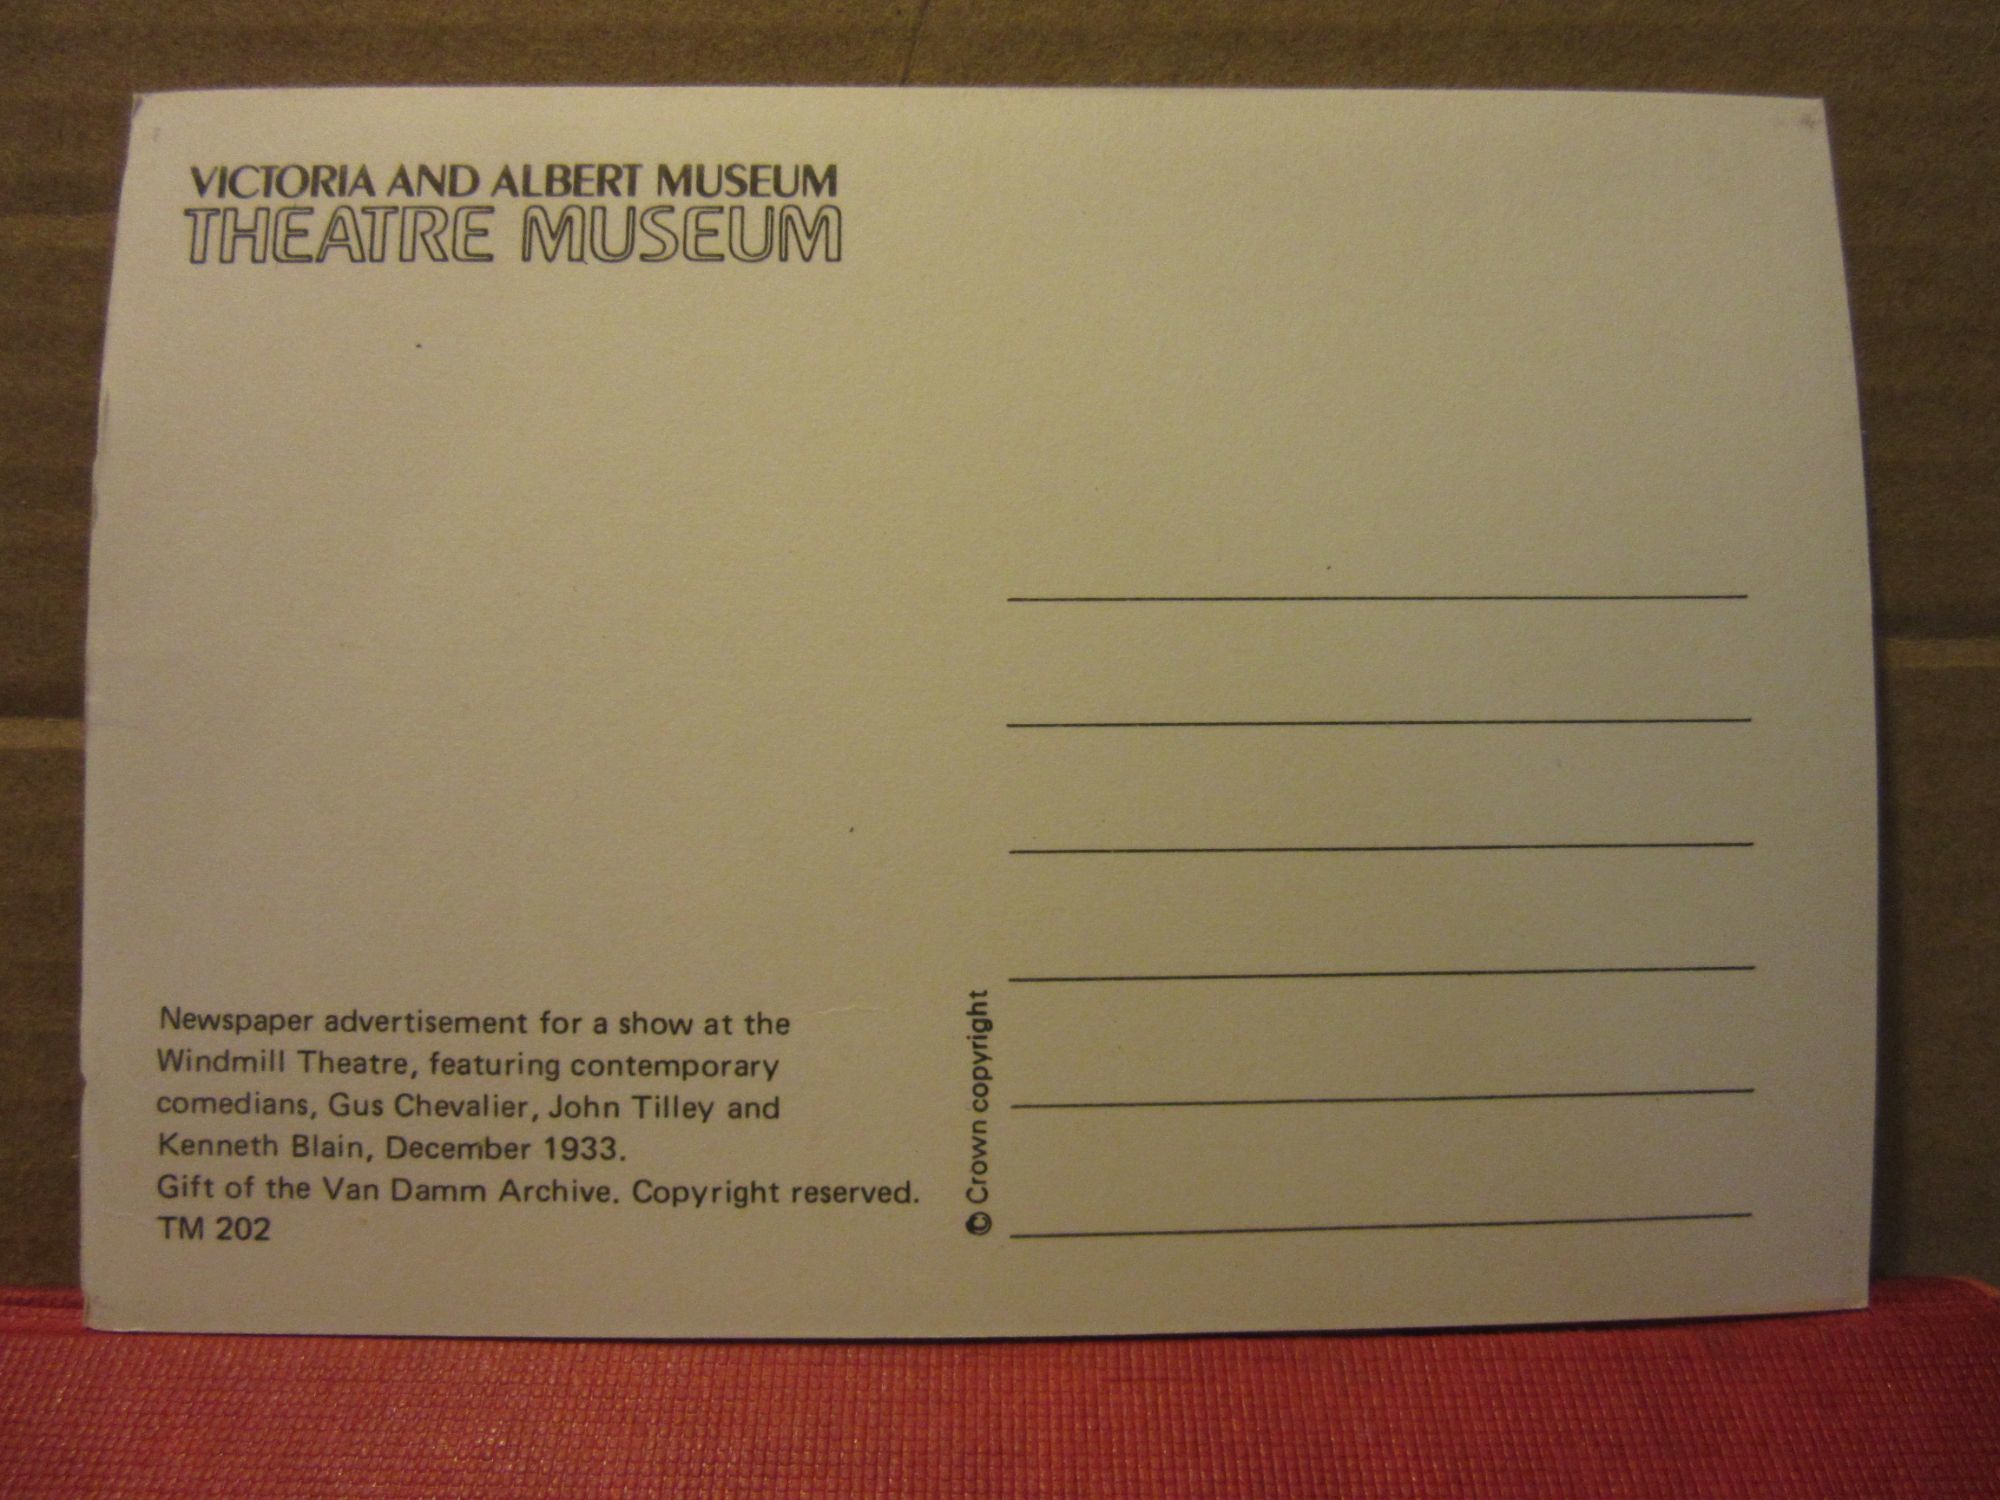 VICTORIA AND ALBERT MUSEUM
THEATRE MUSEUM
Newspaper advertisement for a show at the
Windmill Theatre, featuring contemporary
comedians, Gus Chevalier, John Tilley and
Kenneth Blain, December 1933.
Gift of the Van Damm Archive. Copyright reserved.
TM 202
© Crown copyright